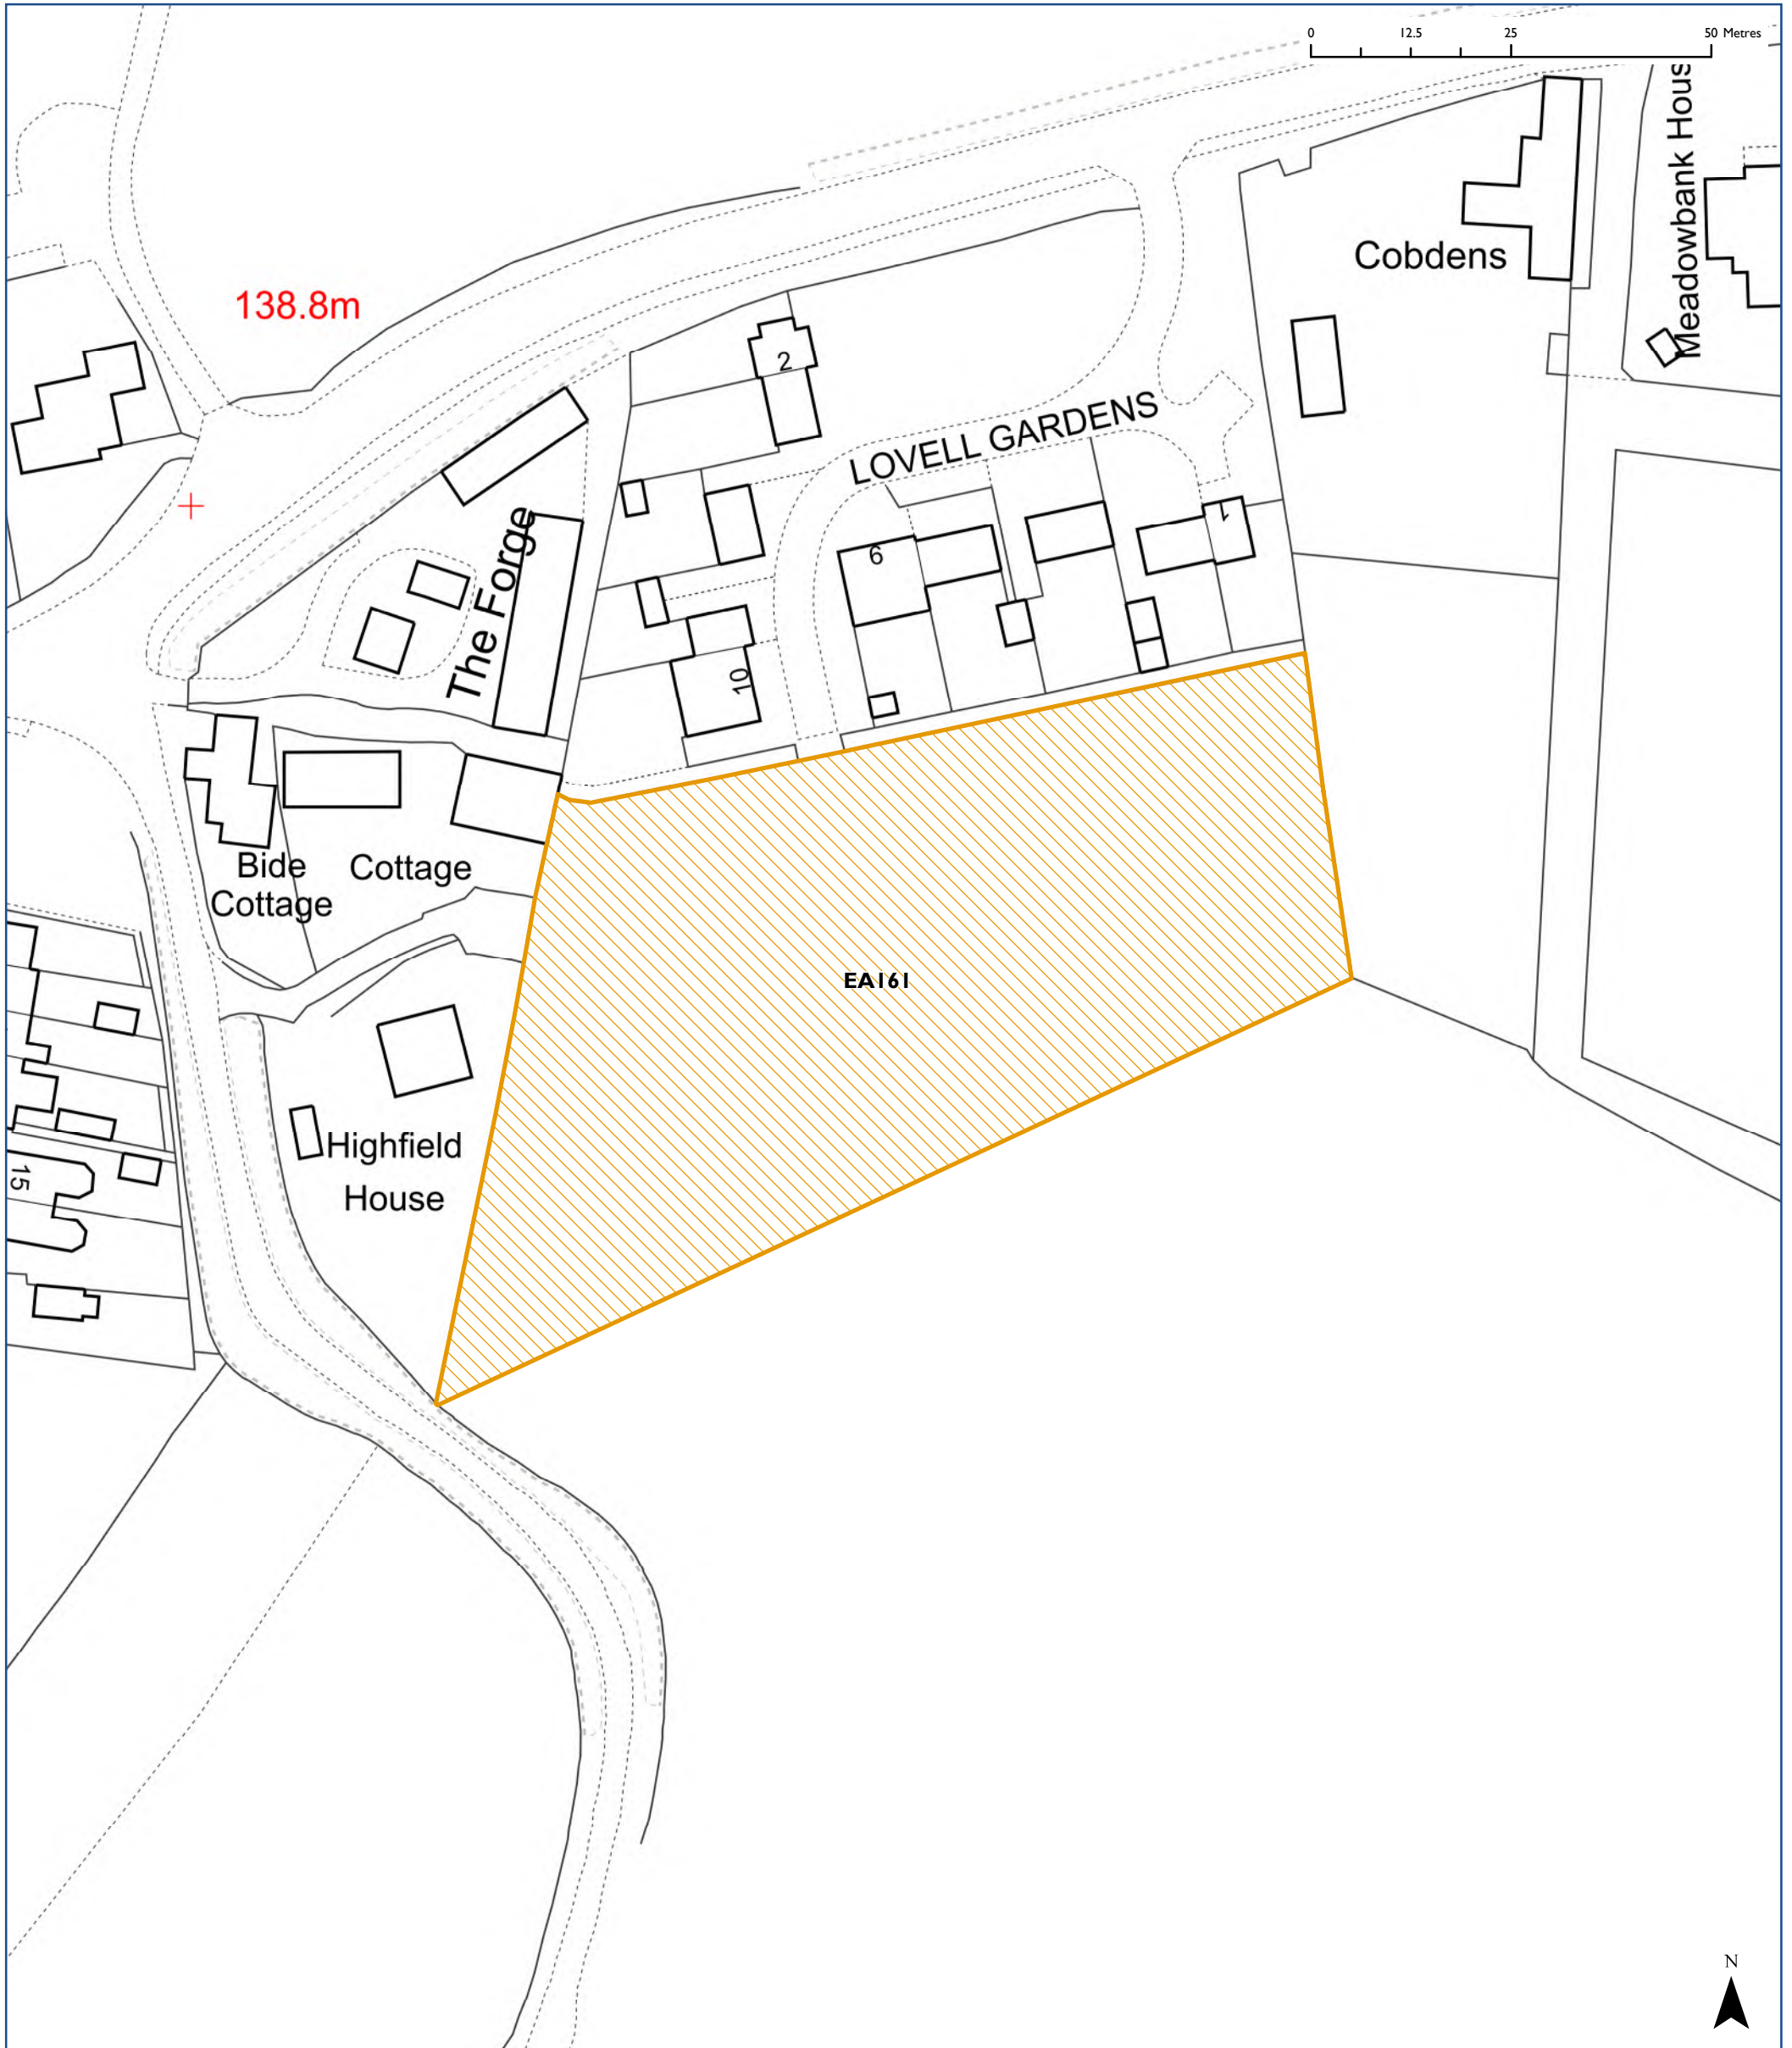 0 12.5 25 50 Metres
Meadowbank Hous
Cobdens
138.8m
2
LOVELL GARDENS
1
6
The Forge
10
Bide
Cottage
Cottage
EA161
Highfield
House
15
N